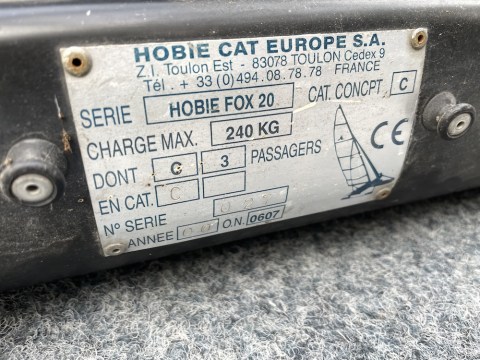 HOBIE CAT EUROPE S.A.
Z.I. Toulon Est - 83078 TOULON Cedex 9
Tél. + 33 (0)494.08.78.78 FRANCE
SERIE HOBIE FOX 20 CAT. CONCPT. C
CHARGE MAX. 240 KG
DONT C 3 PASSAGERS CE
EN CAT. C
N° SERIE
ANNEE O.N. 0607